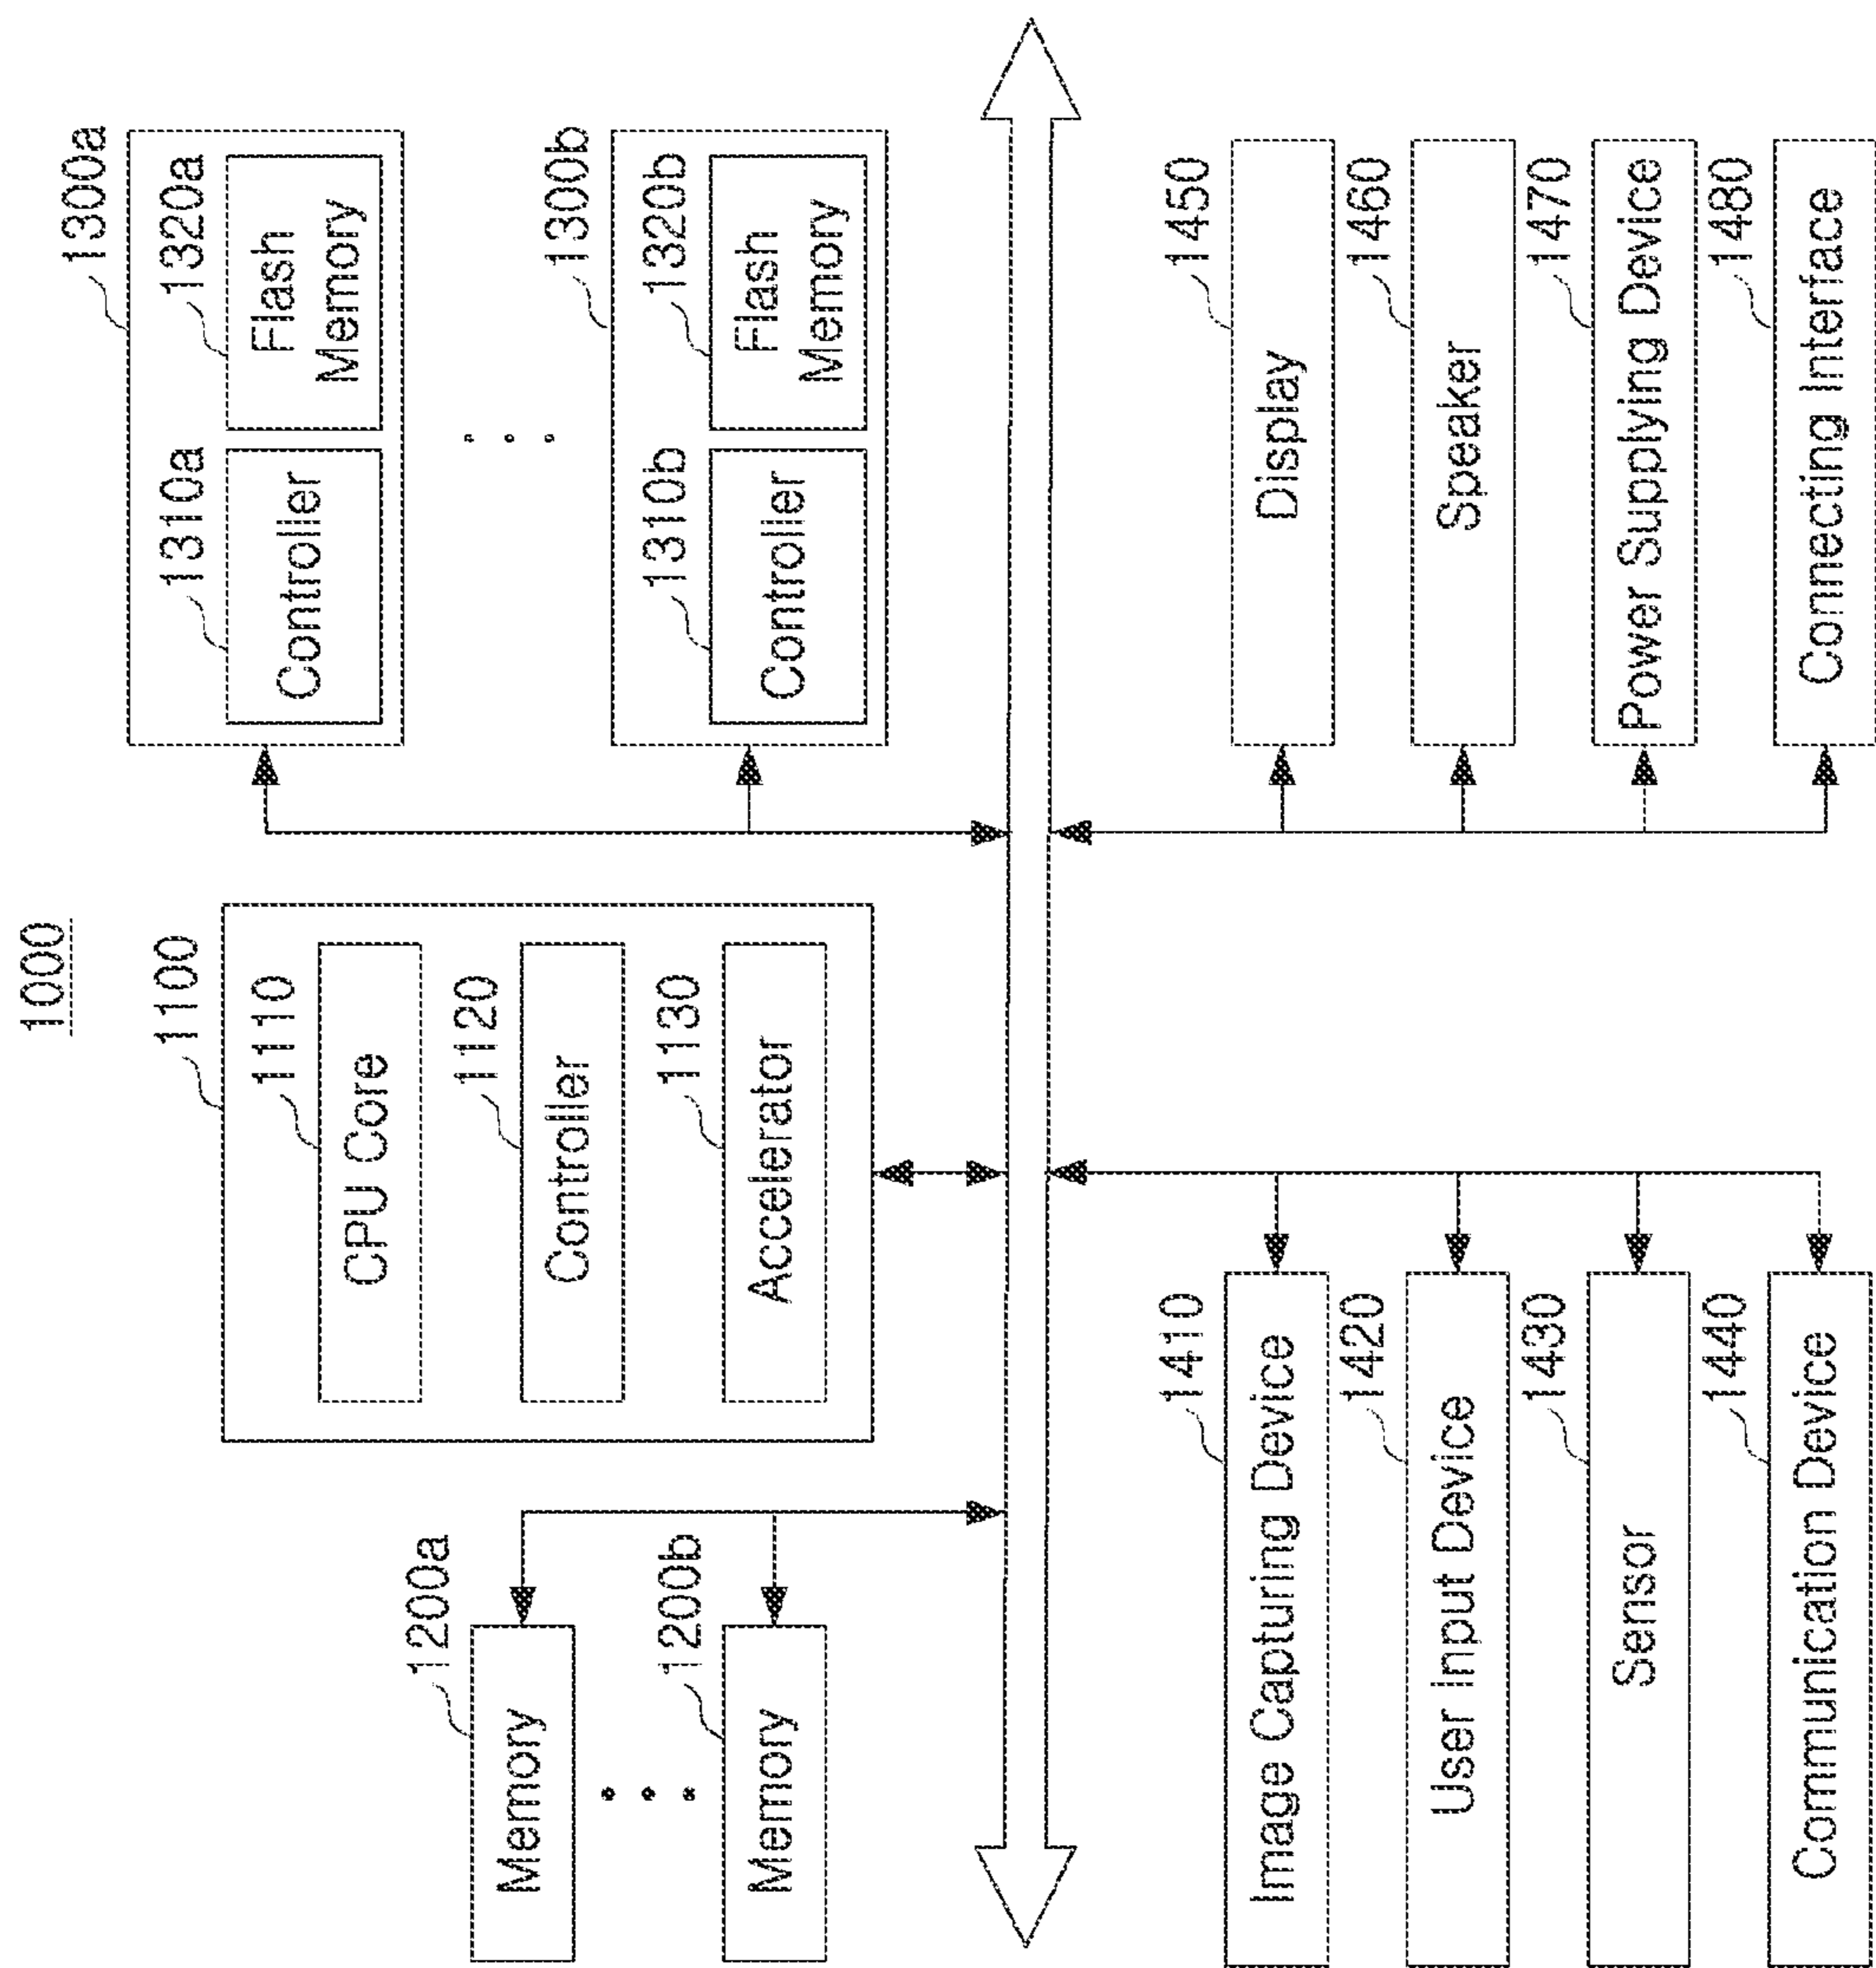 1000
1100
1110
CPU Core
1120
Controller
1130
Accelerator
1200a
Memory
1200b
Memory
1300a
1310a
Controller
1320a
Flash
Memory
1300b
1310b
Controller
1320b
Flash
Memory
1410
Image Capturing Device
1420
User Input Device
1430
Sensor
1440
Communication Device
1450
Display
1460
Speaker
1470
Power Supplying Device
1480
Connecting Interface